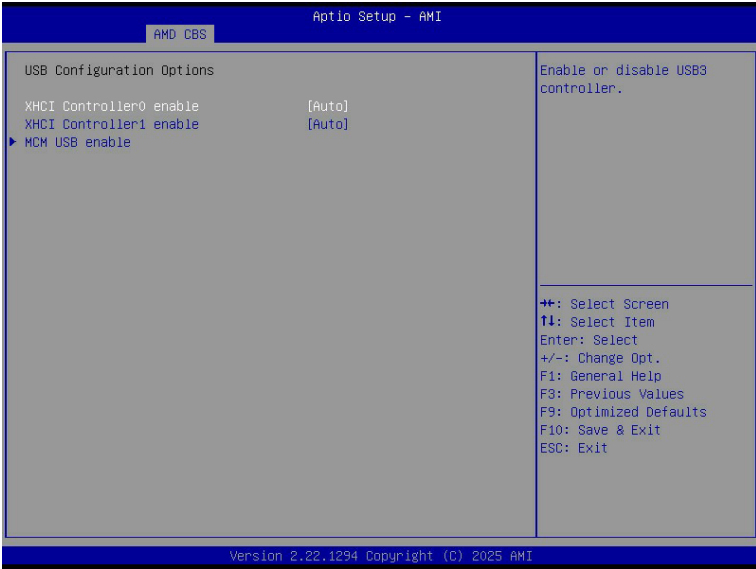 Aptio Setup – AMI
AMD CBS
USB Configuration Options
XHCI Controller0 enable [Auto]
XHCI Controller1 enable [Auto]
MCM USB enable
Enable or disable USB3
controller.
→←: Select Screen
↑↓: Select Item
Enter: Select
+/-: Change Opt.
F1: General Help
F3: Previous Values
F9: Optimized Defaults
F10: Save & Exit
ESC: Exit
Version 2.22.1294 Copyright (C) 2025 AMI